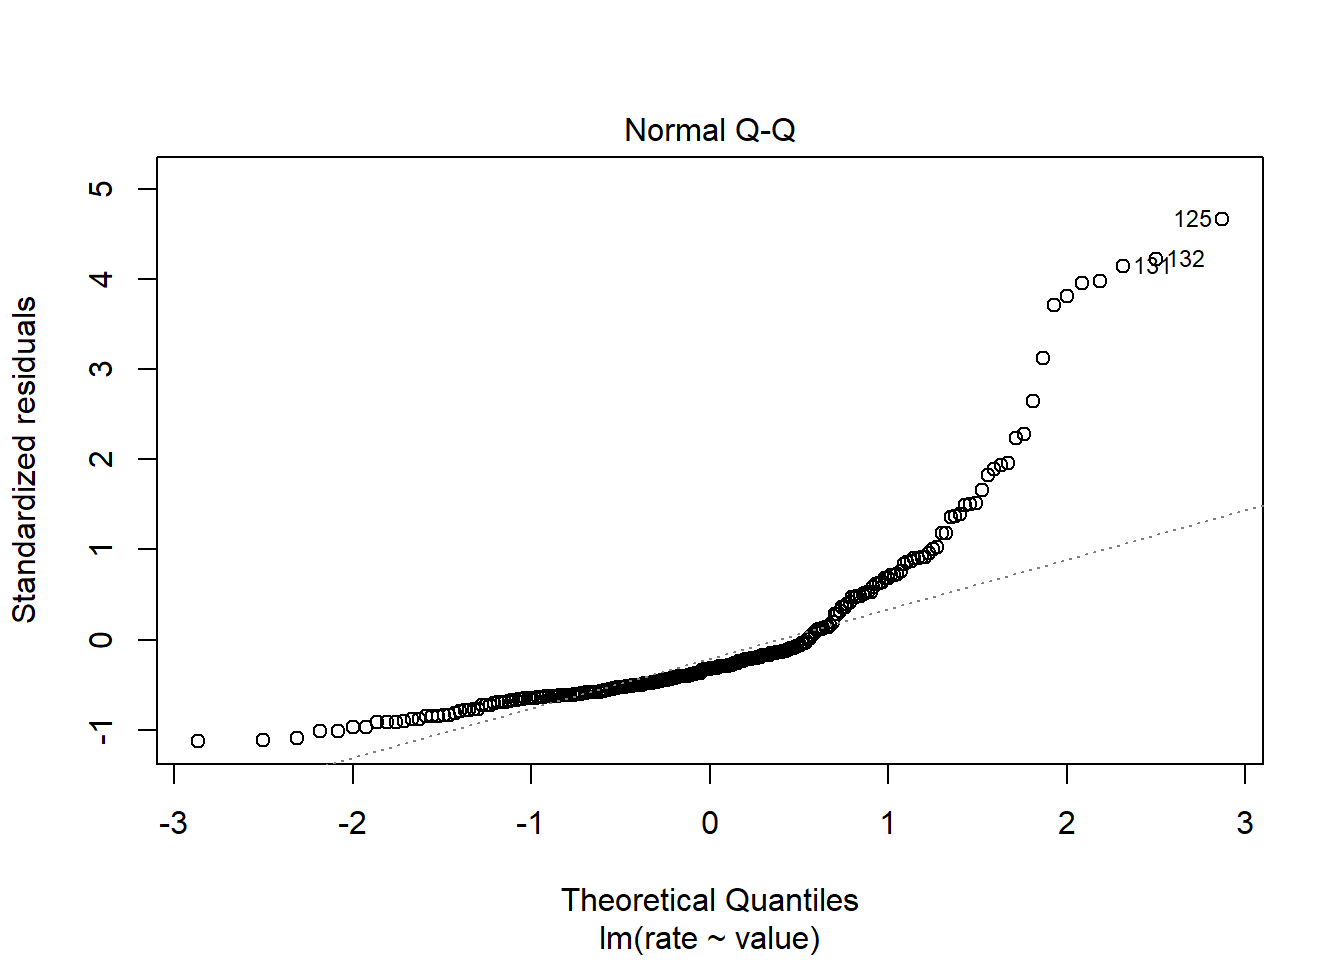 Normal Q-Q
Standardized residuals
5
4
3
2
1
0
-1
125
132
131
-3 -2 -1 0 1 2 3
Theoretical Quantiles
lm(rate ~ value)